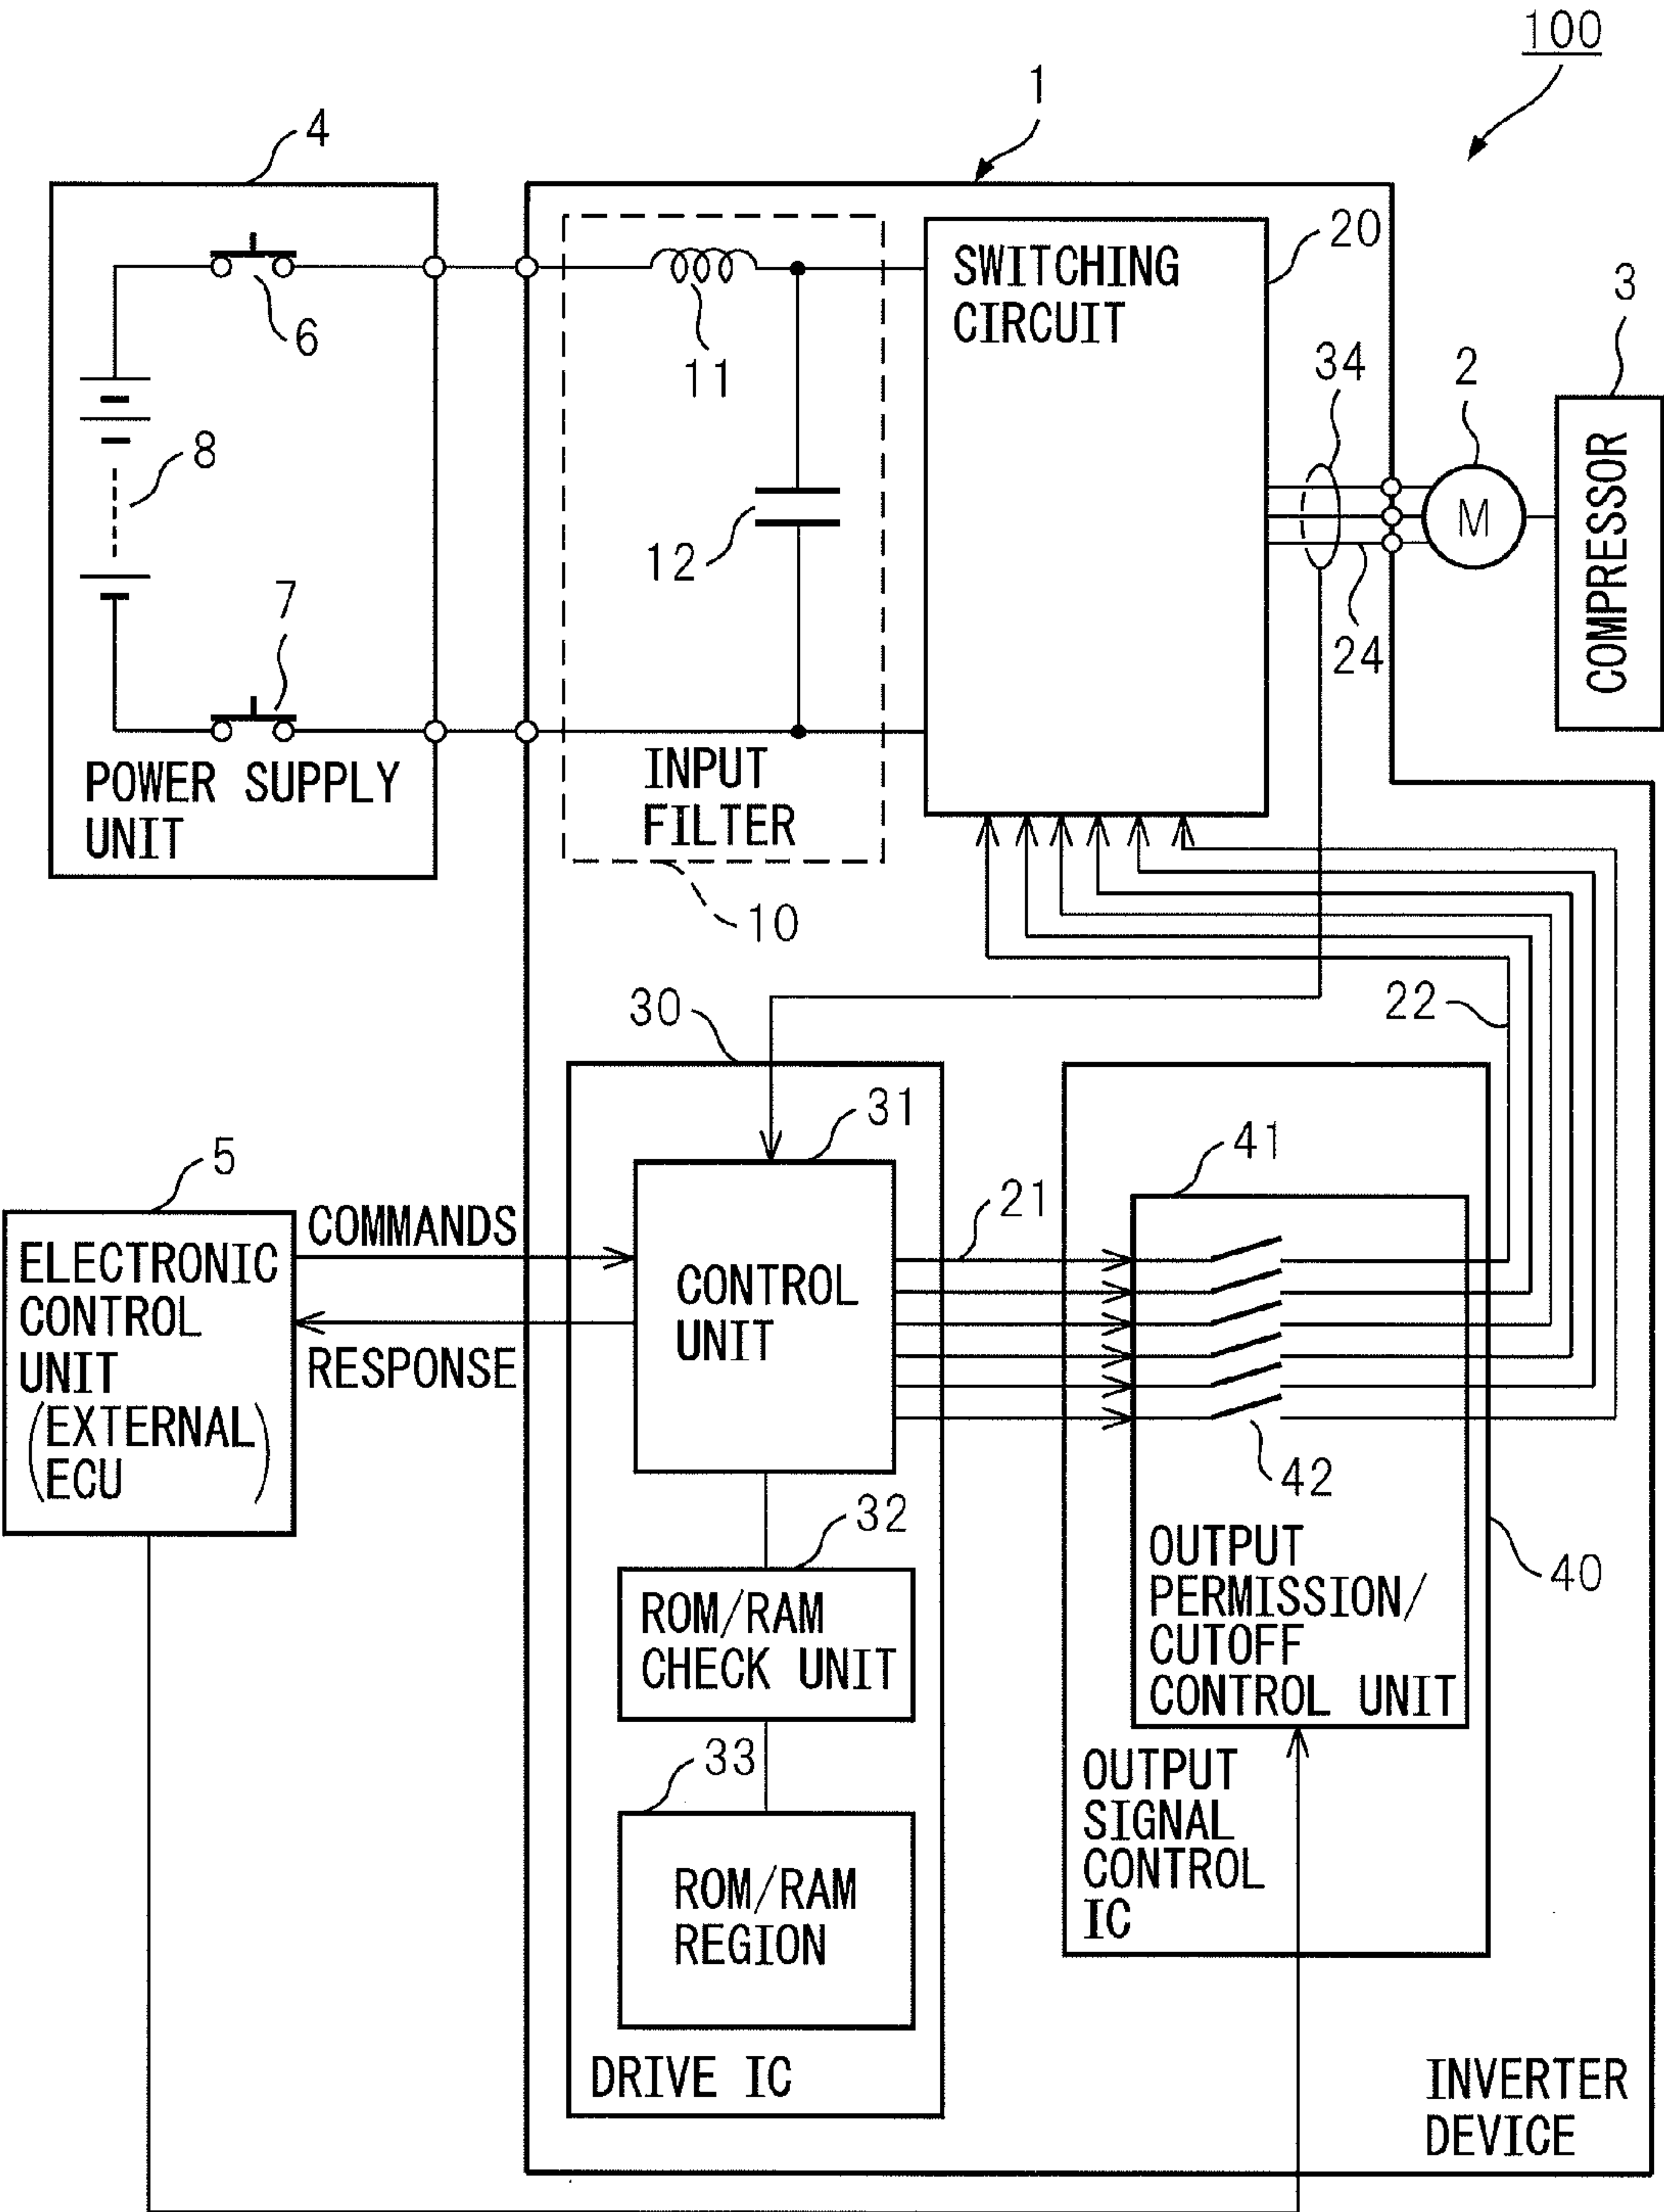 100
1
4
20
SWITCHING
CIRCUIT
3
6
11
34
2
8
M
COMPRESSOR
12
7
24
POWER SUPPLY
UNIT
INPUT
FILTER
10
30
22
31
5
41
COMMANDS
21
ELECTRONIC
CONTROL
UNIT
(EXTERNAL
ECU)
CONTROL
UNIT
RESPONSE
42
32
OUTPUT
PERMISSION/
CUTOFF
CONTROL UNIT
40
ROM/RAM
CHECK UNIT
33
OUTPUT
SIGNAL
CONTROL
IC
ROM/RAM
REGION
DRIVE IC
INVERTER
DEVICE